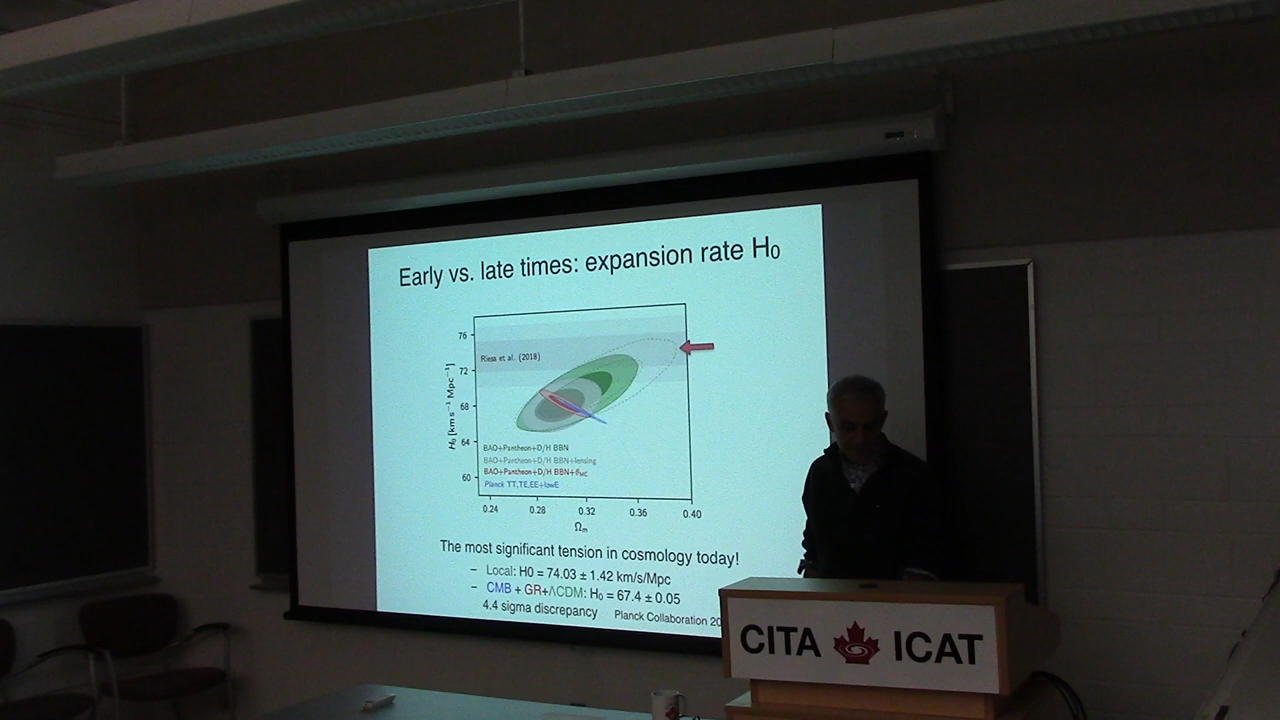 Early vs. late times: expansion rate H₀
76
72
68
64
60
H₀ [km s⁻¹ Mpc⁻¹]
Riess et al. (2018)
BAO+Pantheon+D/H BBN
BAO+Pantheon+D/H BBN+lensing
BAO+Pantheon+D/H BBN+θMC
Planck TT,TE,EE+lowE
0.24 0.28 0.32 0.36 0.40
Ωm
The most significant tension in cosmology today!
– Local: H0 = 74.03 ± 1.42 km/s/Mpc
– CMB + GR+ΛCDM: H₀ = 67.4 ± 0.05
4.4 sigma discrepancy Planck Collaboration 20
CITA ICAT